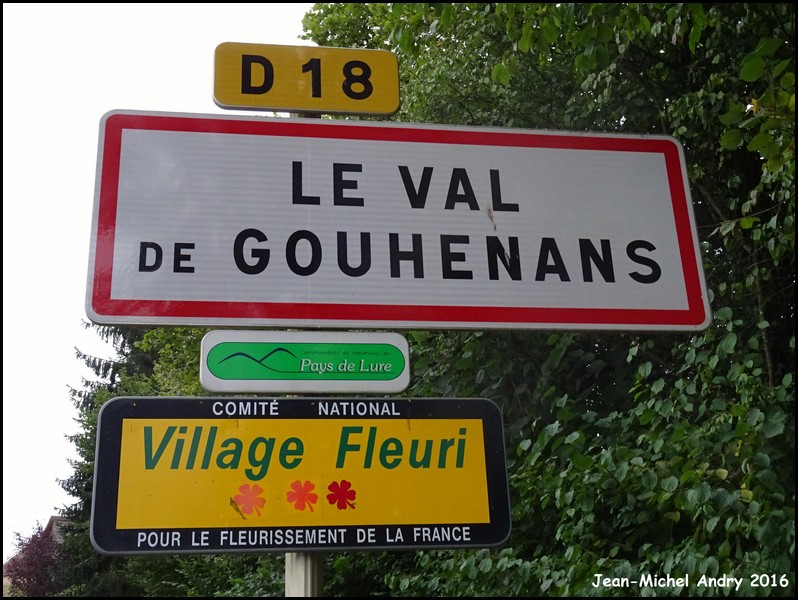 D 18
LE VAL
DE GOUHENANS
Pays de Lure
COMITÉ NATIONAL
Village Fleuri
POUR LE FLEURISSEMENT DE LA FRANCE
Jean-Michel Andry 2016